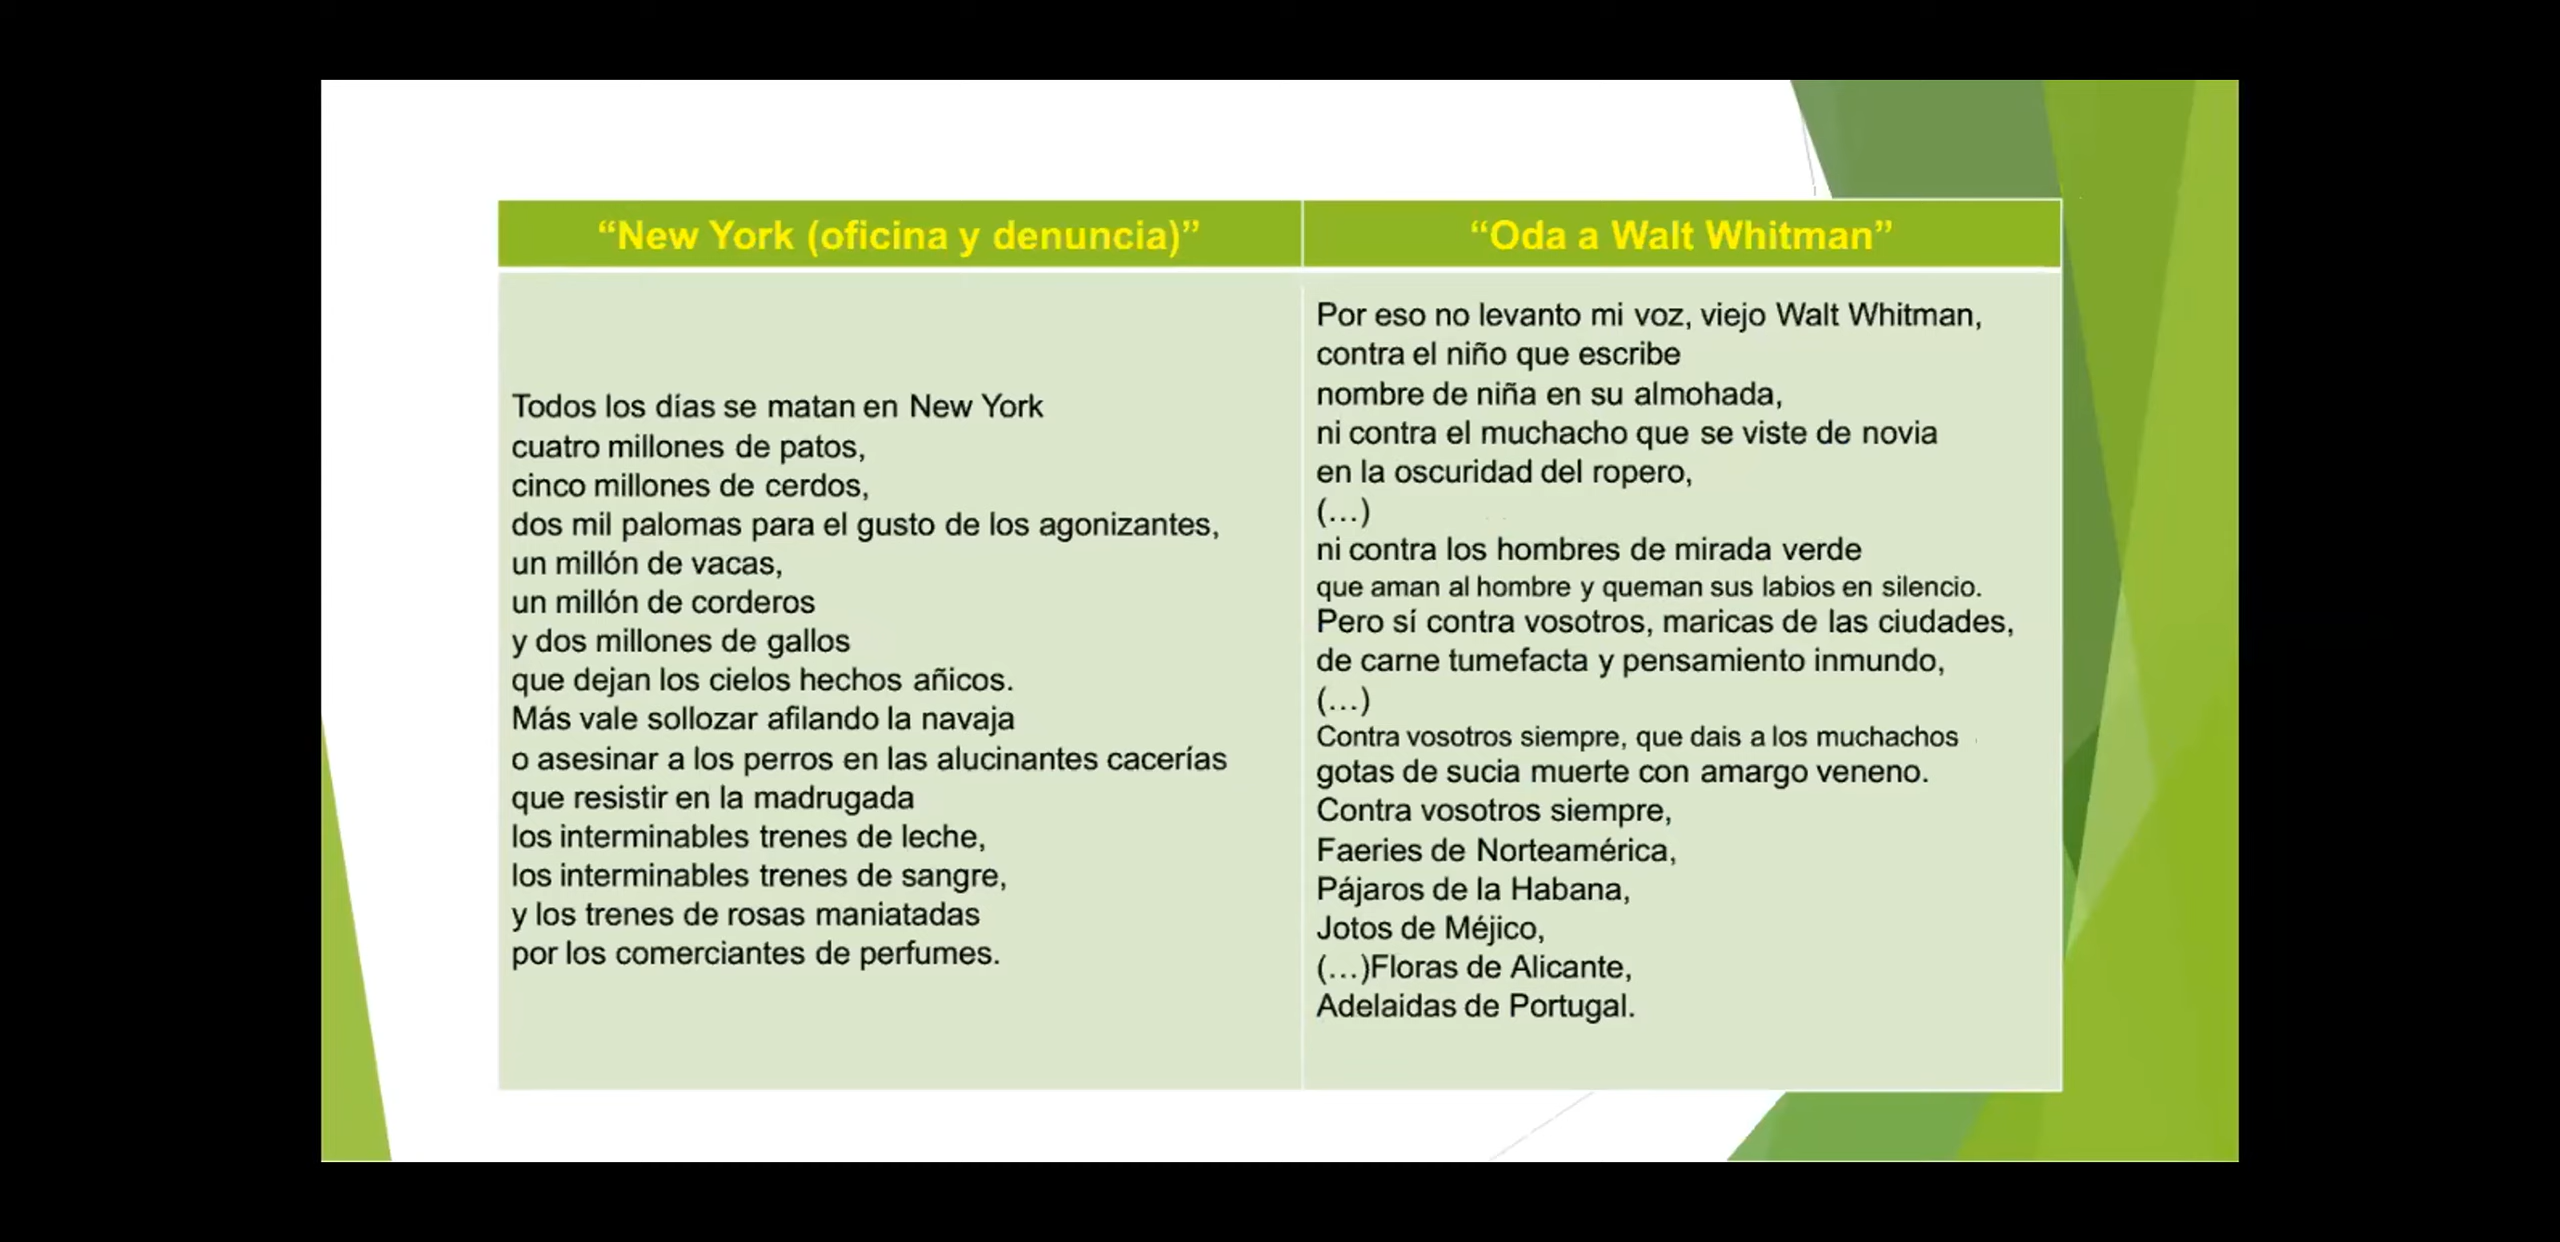 “New York (oficina y denuncia)”
Todos los días se matan en New York
cuatro millones de patos,
cinco millones de cerdos,
dos mil palomas para el gusto de los agonizantes,
un millón de vacas,
un millón de corderos
y dos millones de gallos
que dejan los cielos hechos añicos.
Más vale sollozar afilando la navaja
o asesinar a los perros en las alucinantes cacerías
que resistir en la madrugada
los interminables trenes de leche,
los interminables trenes de sangre,
y los trenes de rosas maniatadas
por los comerciantes de perfumes.
“Oda a Walt Whitman”
Por eso no levanto mi voz, viejo Walt Whitman,
contra el niño que escribe
nombre de niña en su almohada,
ni contra el muchacho que se viste de novia
en la oscuridad del ropero,
(…)
ni contra los hombres de mirada verde
que aman al hombre y queman sus labios en silencio.
Pero sí contra vosotros, maricas de las ciudades,
de carne tumefacta y pensamiento inmundo,
(…)
Contra vosotros siempre, que dais a los muchachos
gotas de sucia muerte con amargo veneno.
Contra vosotros siempre,
Faeries de Norteamérica,
Pájaros de la Habana,
Jotos de Méjico,
(…)Floras de Alicante,
Adelaidas de Portugal.